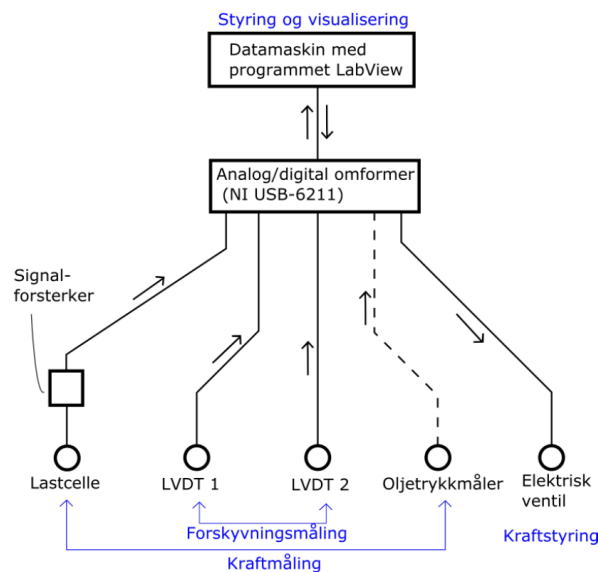 Styring og visualisering
Datamaskin med
programmet LabView
Analog/digital omformer
(NI USB-6211)
Signal-
forsterker
Lastcelle
LVDT 1
LVDT 2
Oljetrykkmåler
Elektrisk
ventil
Forskyvningsmåling
Kraftstyring
Kraftmåling